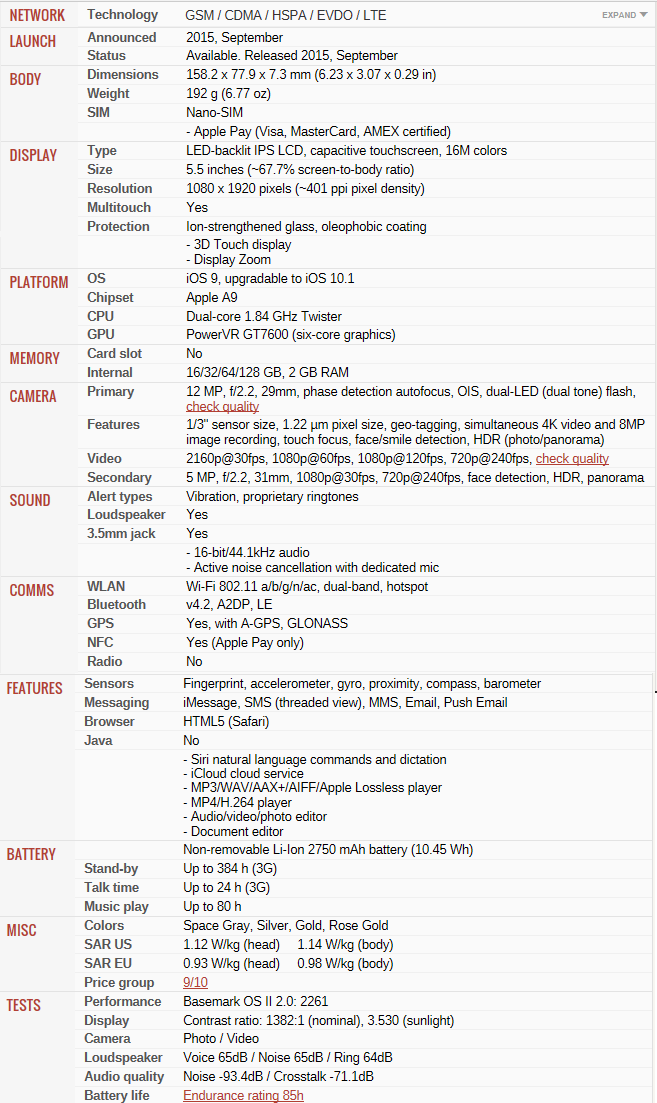 NETWORK Technology GSM / CDMA / HSPA / EVDO / LTE EXPAND ▼
LAUNCH Announced 2015, September
Status Available. Released 2015, September
BODY Dimensions 158.2 x 77.9 x 7.3 mm (6.23 x 3.07 x 0.29 in)
Weight 192 g (6.77 oz)
SIM Nano-SIM
- Apple Pay (Visa, MasterCard, AMEX certified)
DISPLAY Type LED-backlit IPS LCD, capacitive touchscreen, 16M colors
Size 5.5 inches (~67.7% screen-to-body ratio)
Resolution 1080 x 1920 pixels (~401 ppi pixel density)
Multitouch Yes
Protection Ion-strengthened glass, oleophobic coating
- 3D Touch display
- Display Zoom
PLATFORM OS iOS 9, upgradable to iOS 10.1
Chipset Apple A9
CPU Dual-core 1.84 GHz Twister
GPU PowerVR GT7600 (six-core graphics)
MEMORY Card slot No
Internal 16/32/64/128 GB, 2 GB RAM
CAMERA Primary 12 MP, f/2.2, 29mm, phase detection autofocus, OIS, dual-LED (dual tone) flash,
check quality
Features 1/3" sensor size, 1.22 µm pixel size, geo-tagging, simultaneous 4K video and 8MP
image recording, touch focus, face/smile detection, HDR (photo/panorama)
Video 2160p@30fps, 1080p@60fps, 1080p@120fps, 720p@240fps, check quality
Secondary 5 MP, f/2.2, 31mm, 1080p@30fps, 720p@240fps, face detection, HDR, panorama
SOUND Alert types Vibration, proprietary ringtones
Loudspeaker Yes
3.5mm jack Yes
- 16-bit/44.1kHz audio
- Active noise cancellation with dedicated mic
COMMS WLAN Wi-Fi 802.11 a/b/g/n/ac, dual-band, hotspot
Bluetooth v4.2, A2DP, LE
GPS Yes, with A-GPS, GLONASS
NFC Yes (Apple Pay only)
Radio No
FEATURES Sensors Fingerprint, accelerometer, gyro, proximity, compass, barometer
Messaging iMessage, SMS (threaded view), MMS, Email, Push Email
Browser HTML5 (Safari)
Java No
- Siri natural language commands and dictation
- iCloud cloud service
- MP3/WAV/AAX+/AIFF/Apple Lossless player
- MP4/H.264 player
- Audio/video/photo editor
- Document editor
BATTERY Non-removable Li-Ion 2750 mAh battery (10.45 Wh)
Stand-by Up to 384 h (3G)
Talk time Up to 24 h (3G)
Music play Up to 80 h
MISC Colors Space Gray, Silver, Gold, Rose Gold
SAR US 1.12 W/kg (head) 1.14 W/kg (body)
SAR EU 0.93 W/kg (head) 0.98 W/kg (body)
Price group 9/10
TESTS Performance Basemark OS II 2.0: 2261
Display Contrast ratio: 1382:1 (nominal), 3.530 (sunlight)
Camera Photo / Video
Loudspeaker Voice 65dB / Noise 65dB / Ring 64dB
Audio quality Noise -93.4dB / Crosstalk -71.1dB
Battery life Endurance rating 85h